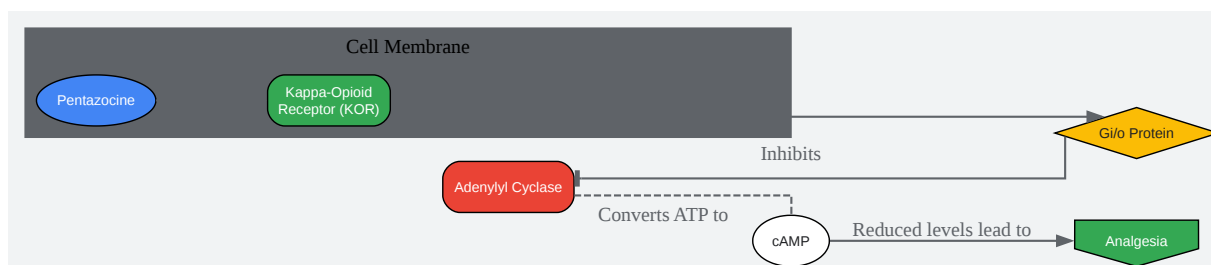 Cell Membrane
Pentazocine
Kappa-Opioid
Receptor (KOR)
Gi/o Protein
Inhibits
Adenylyl Cyclase
Converts ATP to
cAMP
Reduced levels lead to
Analgesia